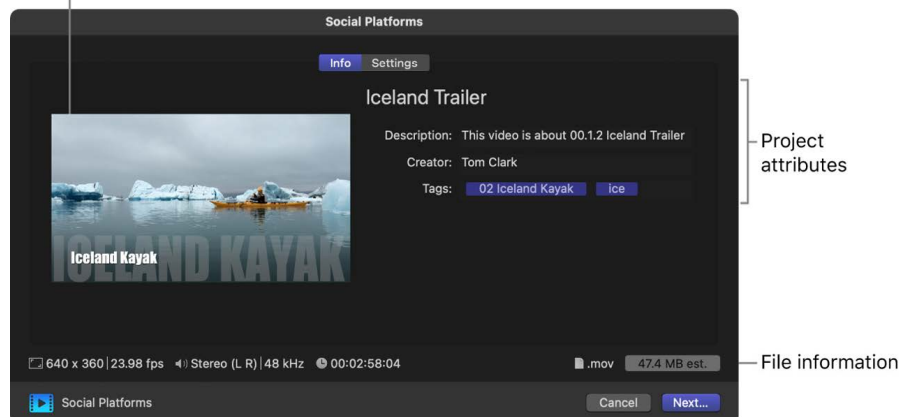 Social Platforms
Info Settings
Iceland Trailer
Description: This video is about 00.1.2 Iceland Trailer
Creator: Tom Clark
Tags: 02 Iceland Kayak ice
ICELAND KAYAK
Iceland Kayak
Project
attributes
640 x 360 | 23.98 fps Stereo (L R) | 48 kHz 00:02:58:04 .mov 47.4 MB est.
File information
Social Platforms Cancel Next...